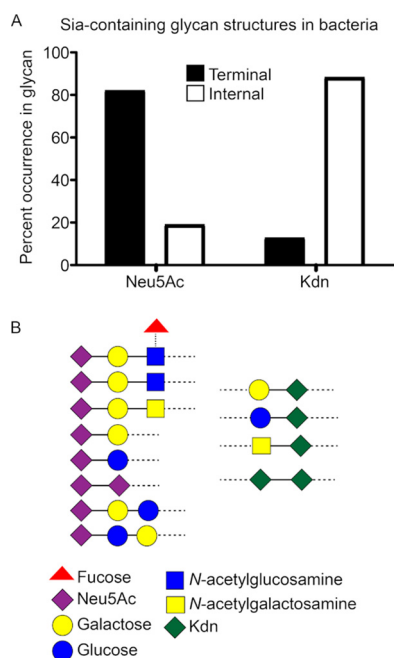 A
Sia-containing glycan structures in bacteria
Percent occurrence in glycan
100
80
60
40
20
0
Terminal
Internal
Neu5Ac
Kdn
B
Fucose
Neu5Ac
Galactose
Glucose
N-acetylglucosamine
N-acetylgalactosamine
Kdn